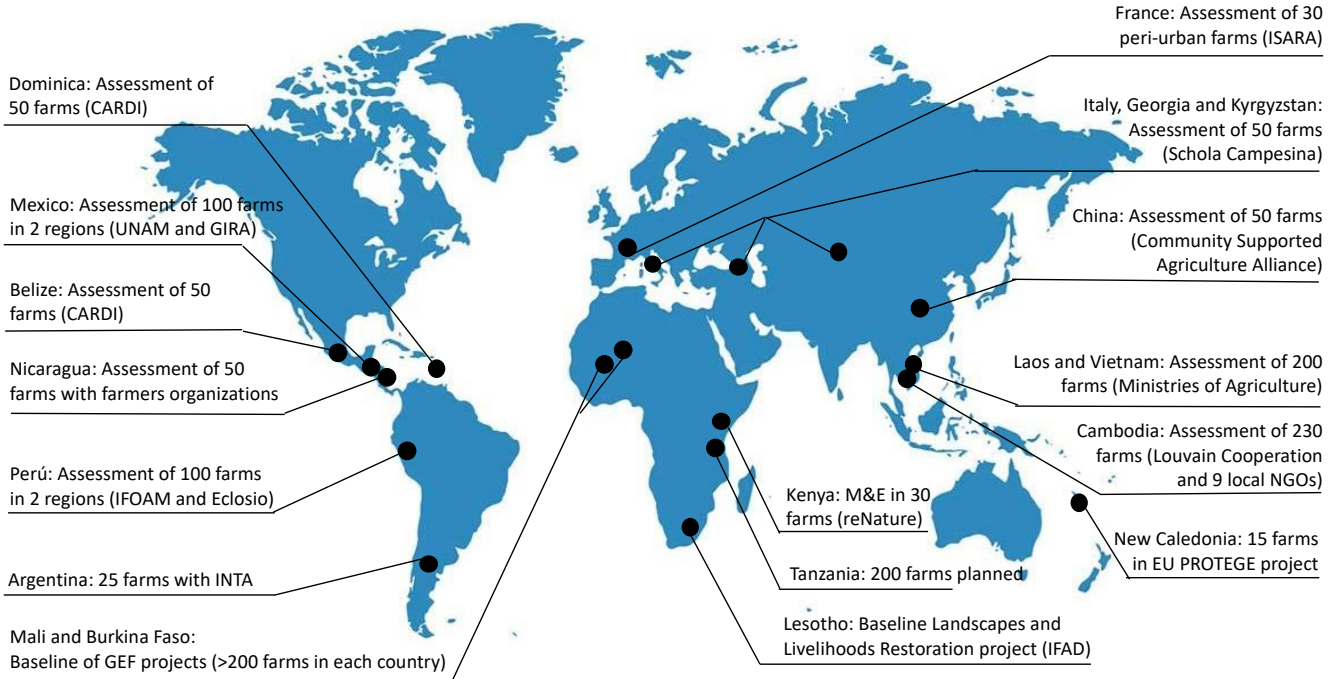 France: Assessment of 30
peri-urban farms (ISARA)
Dominica: Assessment of
50 farms (CARDI)
Italy, Georgia and Kyrgyzstan:
Assessment of 50 farms
(Schola Campesina)
Mexico: Assessment of 100 farms
in 2 regions (UNAM and GIRA)
China: Assessment of 50 farms
(Community Supported
Agriculture Alliance)
Belize: Assessment of 50
farms (CARDI)
Nicaragua: Assessment of 50
farms with farmers organizations
Laos and Vietnam: Assessment of 200
farms (Ministries of Agriculture)
Cambodia: Assessment of 230
farms (Louvain Cooperation
and 9 local NGOs)
Perú: Assessment of 100 farms
in 2 regions (IFOAM and Eclosio)
Kenya: M&E in 30
farms (reNature)
New Caledonia: 15 farms
in EU PROTEGE project
Argentina: 25 farms with INTA
Tanzania: 200 farms planned
Lesotho: Baseline Landscapes and
Livelihoods Restoration project (IFAD)
Mali and Burkina Faso:
Baseline of GEF projects (>200 farms in each country)